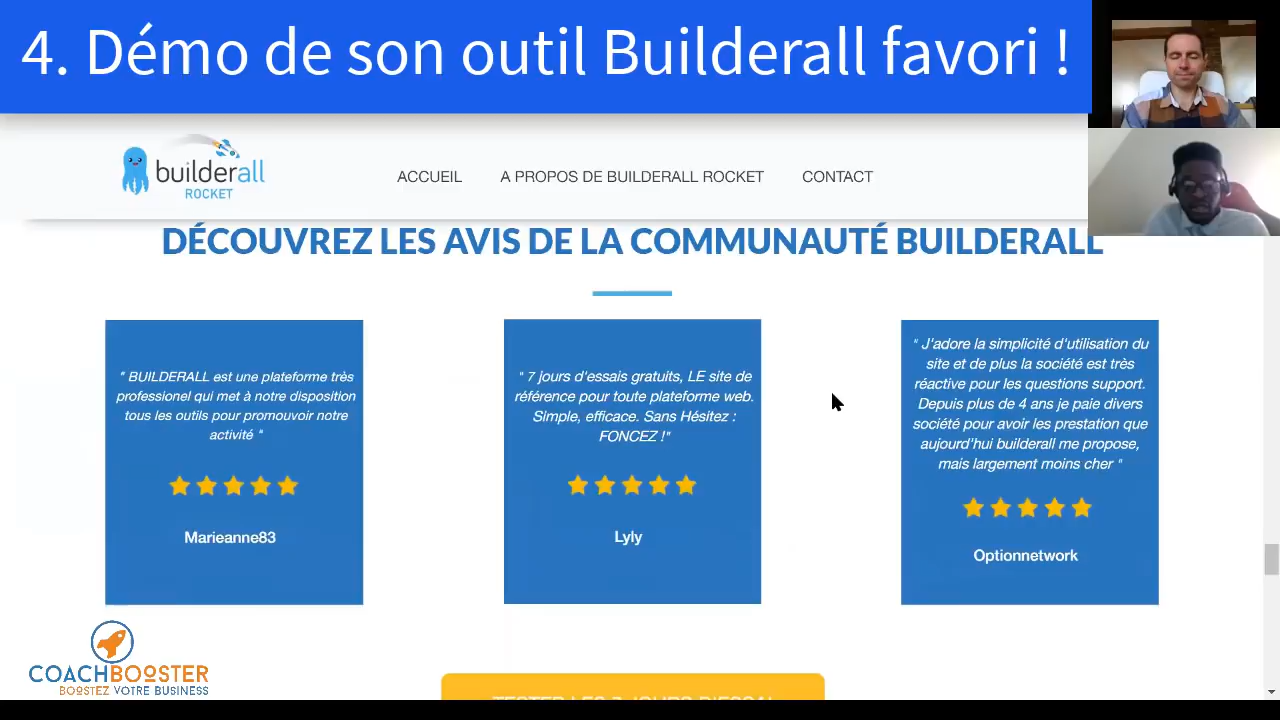 4. Démo de son outil Builderall favori !
builderall
ROCKET
ACCUEIL
A PROPOS DE BUILDERALL ROCKET
CONTACT
DÉCOUVREZ LES AVIS DE LA COMMUNAUTÉ BUILDERALL
" BUILDERALL est une plateforme très
professionel qui met à notre disposition
tous les outils pour promouvoir notre
activité "
Marieanne83
" 7 jours d'essais gratuits, LE site de
référence pour toute plateforme web.
SImple, efficace. Sans Hésitez :
FONCEZ !"
Lyly
" J'adore la simplicité d'utilisation du
site et de plus la société est très
réactive pour les questions support.
Depuis plus de 4 ans je paie divers
société pour avoir les prestation que
aujourd'hui builderall me propose,
mais largement moins cher "
Optionnetwork
COACHBOOSTER
BOOSTEZ VOTRE BUSINESS
TESTER LES 7 JOURS D'ESSAI